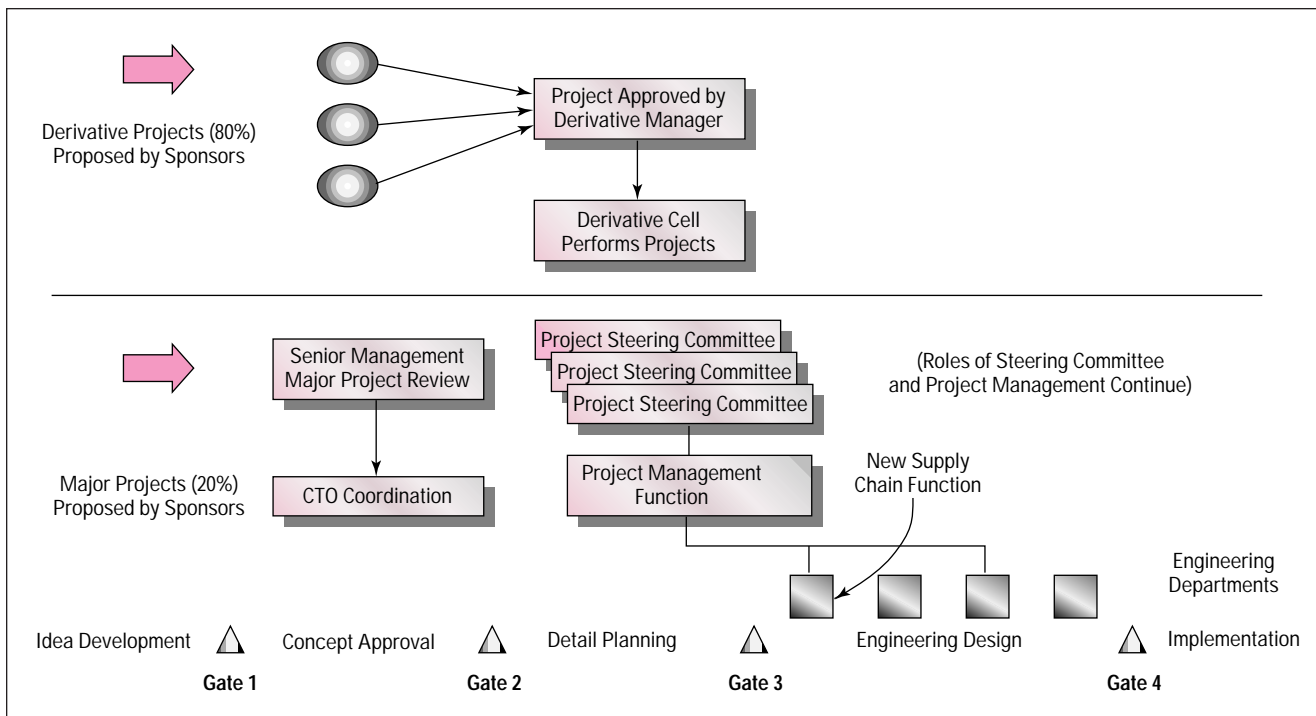 Derivative Projects (80%)
Proposed by Sponsors
Project Approved by
Derivative Manager
Derivative Cell
Performs Projects
Senior Management
Major Project Review
Project Steering Committee
Project Steering Committee
Project Steering Committee
(Roles of Steering Committee
and Project Management Continue)
Major Projects (20%)
Proposed by Sponsors
CTO Coordination
Project Management
Function
New Supply
Chain Function
Engineering
Departments
Idea Development
Concept Approval
Detail Planning
Engineering Design
Implementation
Gate 1
Gate 2
Gate 3
Gate 4